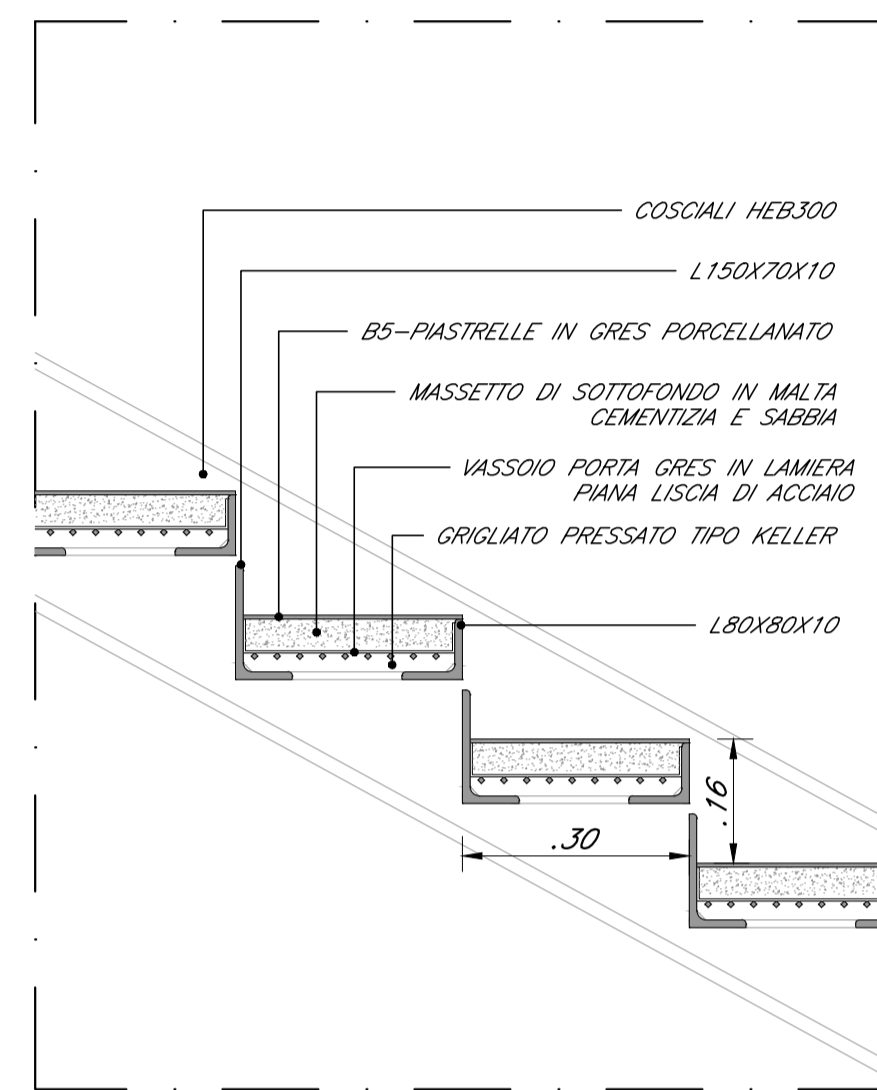 COSCIALI HEB300
L150X70X10
B5-PIASTRELLE IN GRES PORCELLANATO
MASSETTO DI SOTTOFONDO IN MALTA
CEMENTIZIA E SABBIA
VASSOIO PORTA GRES IN LAMIERA
PIANA LISCIA DI ACCIAIO
GRIGLIATO PRESSATO TIPO KELLER
L80X80X10
.16
.30